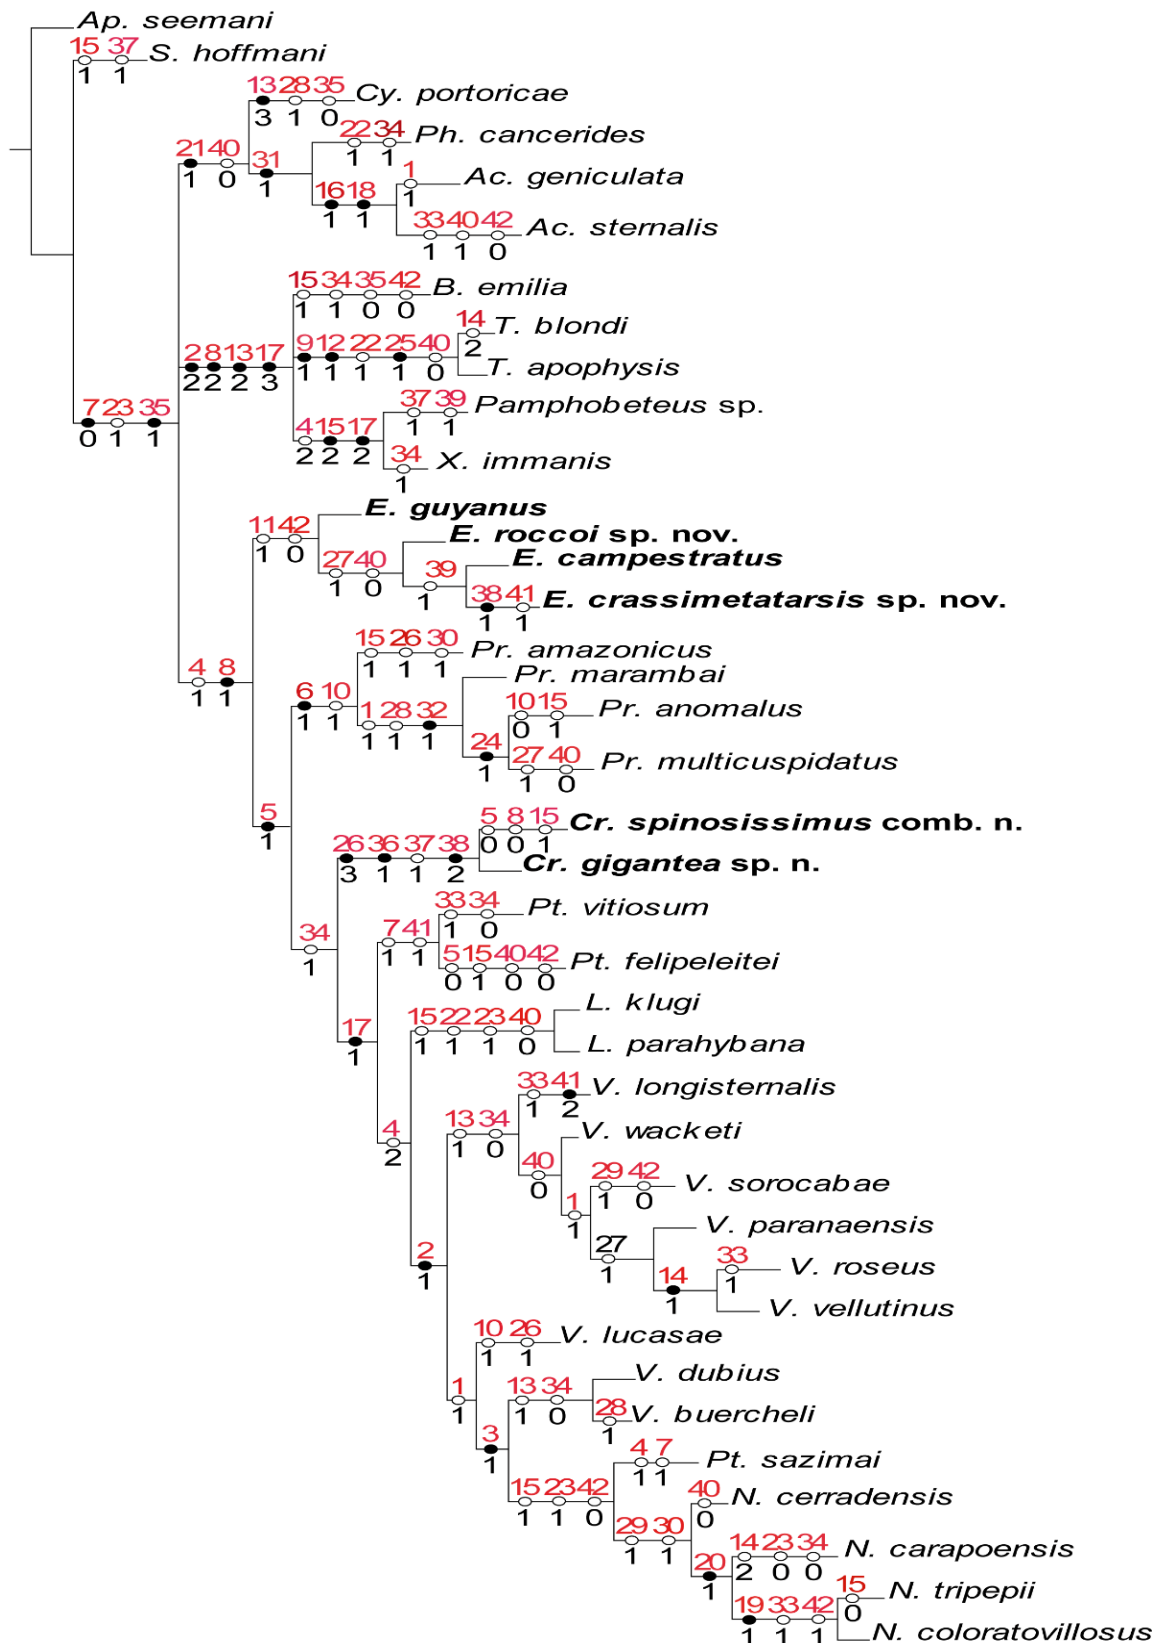 Ap. seemani
15 37
S. hoffmani
1 1
13 28 35
Cy. portoricae
3 1 0
22 34
Ph. cancerides
1 1
21 40
1 0
31
1
1
Ac. geniculata
1
16 18
1 1
33 40 42
Ac. sternalis
1 1 0
15 34 35 42
B. emilia
1 1 0 0
14
T. blondi
2
2 8 13 17
2 2 2 3
9 12 22 25 40
1 1 1 1 0
T. apophysis
37 39
Pamphobeteus sp.
1 1
7 23 35
0 1 1
4 15 17
2 2 2
34
X. immanis
1
E. guyanus
11 42
1 0
E. roccoi sp. nov.
27 40
1 0
39
1
E. campestratus
38 41
E. crassimetatarsis sp. nov.
1 1
4 8
1 1
15 26 30
Pr. amazonicus
1 1 1
6 10
1 1
Pr. marambai
1 28 32
1 1 1
10 15
Pr. anomalus
0 1
24
1
27 40
Pr. multicuspidatus
1 0
5
1
5 8 15
Cr. spinosissimus comb. n.
0 0 1
26 36 37 38
3 1 1 2
Cr. gigantea sp. n.
33 34
Pt. vitiosum
1 0
34
1
7 41
1 1
5 15 40 42
Pt. felipeleitei
0 1 0 0
L. klugi
17
1
15 22 23 40
1 1 1 0
L. parahybana
33 41
V. longisternalis
1 2
4
2
13 34
1 0
V. wacketi
40
0
29 42
V. sorocabae
1 0
1
1
V. paranaensis
27
1
2
1
33
V. roseus
1
14
1
V. vellutinus
10 26
V. lucasae
1 1
V. dubius
1
1
13 34
1 0
28
V. buercheli
1
3
1
4 7
Pt. sazimai
1 1
15 23 42
1 1 0
40
N. cerradensis
0
29 30
1 1
14 23 34
N. carapoensis
2 0 0
20
1
15
N. tripepii
0
19 33 42
1 1 1
N. coloratovillosus